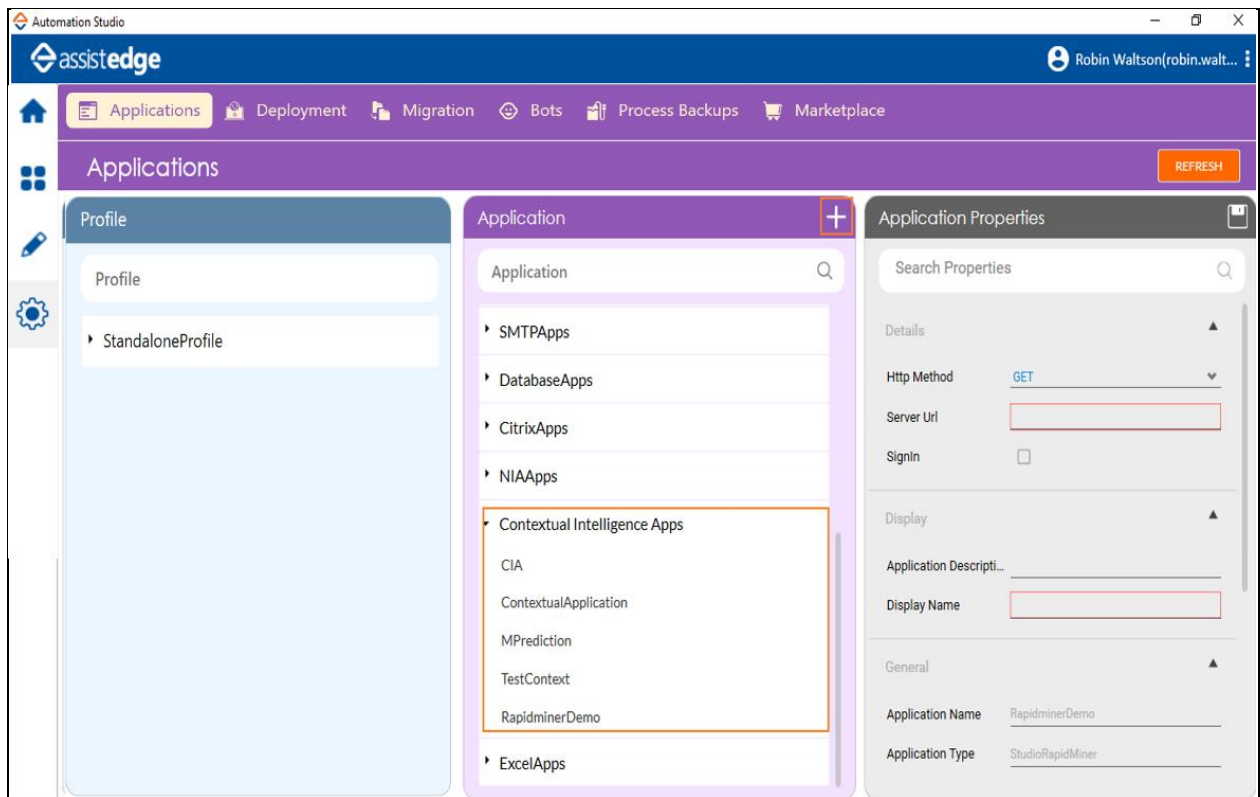 Automation Studio
assistedge
Robin Waltson(robin.walt...
Applications
Deployment
Migration
Bots
Process Backups
Marketplace
Applications
REFRESH
Profile
Profile
StandaloneProfile
Application
Application
SMTPApps
DatabaseApps
CitrixApps
NIAApps
Contextual Intelligence Apps
CIA
ContextualApplication
MPrediction
TestContext
RapidminerDemo
ExcelApps
Application Properties
Search Properties
Details
Http Method GET
Server Url
SignIn
Display
Application Descripti...
Display Name
General
Application Name RapidminerDemo
Application Type StudioRapidMiner